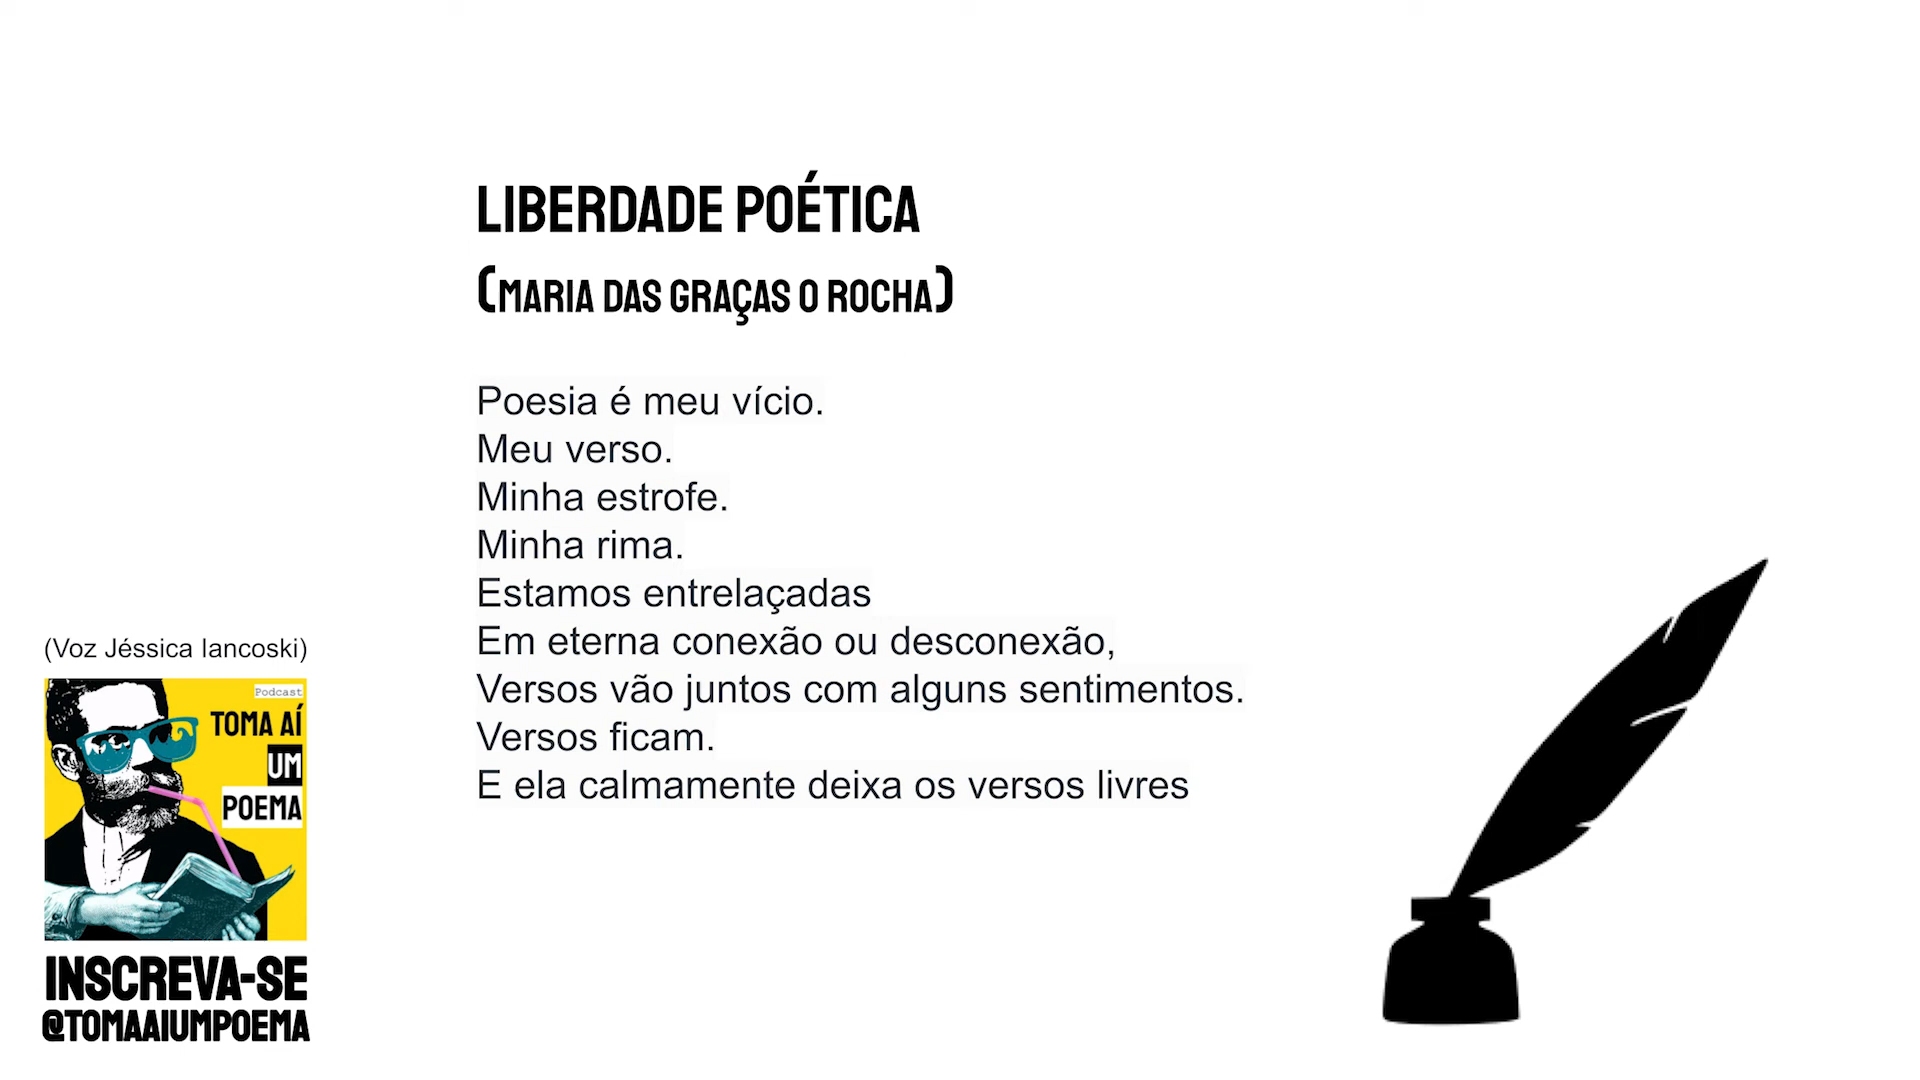 LIBERDADE POÉTICA
(MARIA DAS GRAÇAS O ROCHA)
Poesia é meu vício.
Meu verso.
Minha estrofe.
Minha rima.
Estamos entrelaçadas
Em eterna conexão ou desconexão,
Versos vão juntos com alguns sentimentos.
Versos ficam.
E ela calmamente deixa os versos livres
(Voz Jéssica Iancoski)
Podcast
TOMA AÍ
UM
POEMA
INSCREVA-SE
@TOMAAIUMPOEMA